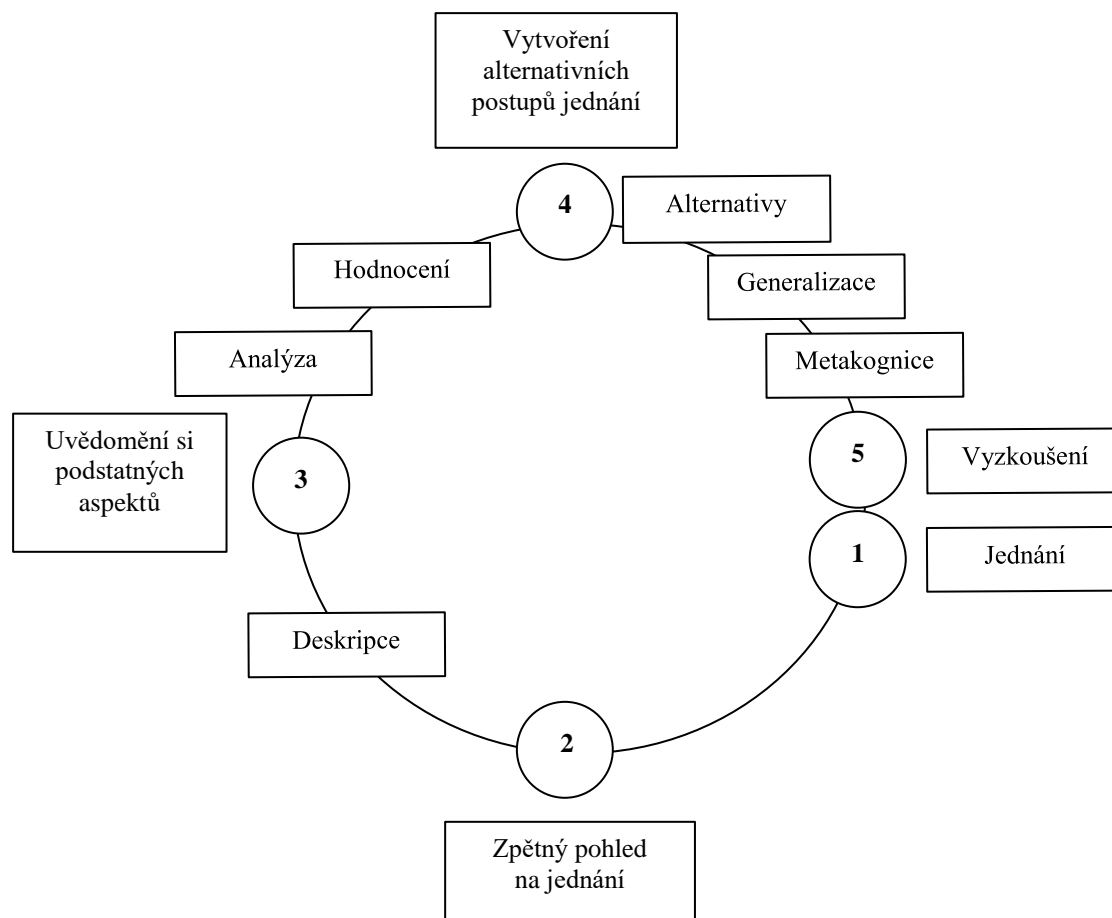 Vytvoření
alternativních
postupů jednání
4
Alternativy
Hodnocení
Generalizace
Analýza
Metakognice
Uvědomění si
podstatných
aspektů
3
5
Vyzkoušení
1
Jednání
Deskripce
2
Zpětný pohled
na jednání